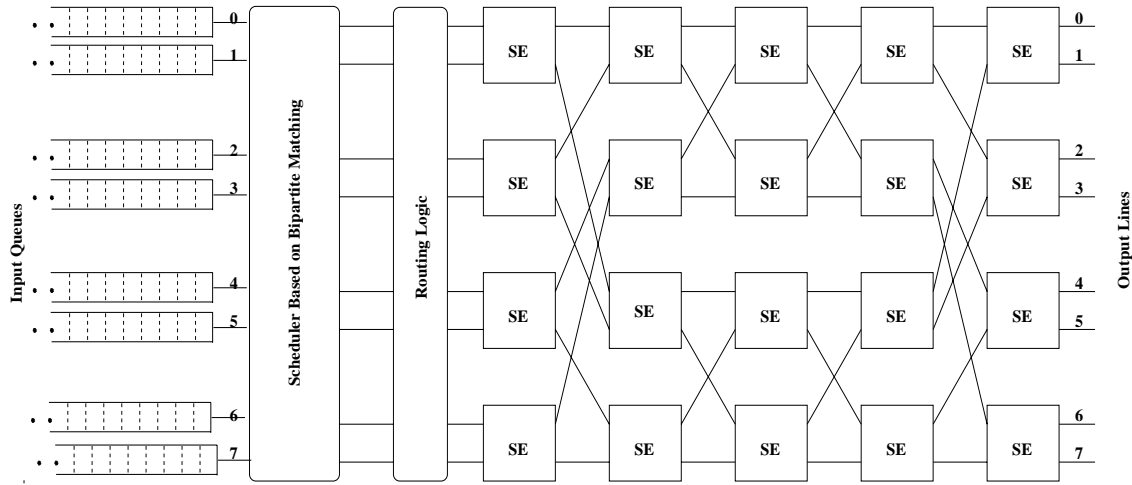 Input Queues
0
1
2
3
4
5
6
7
Scheduler Based on Bipartite Matching
Routing Logic
SE SE SE SE SE
SE SE SE SE SE
SE SE SE SE SE
SE SE SE SE SE
0
1
2
3
4
5
6
7
Output Lines